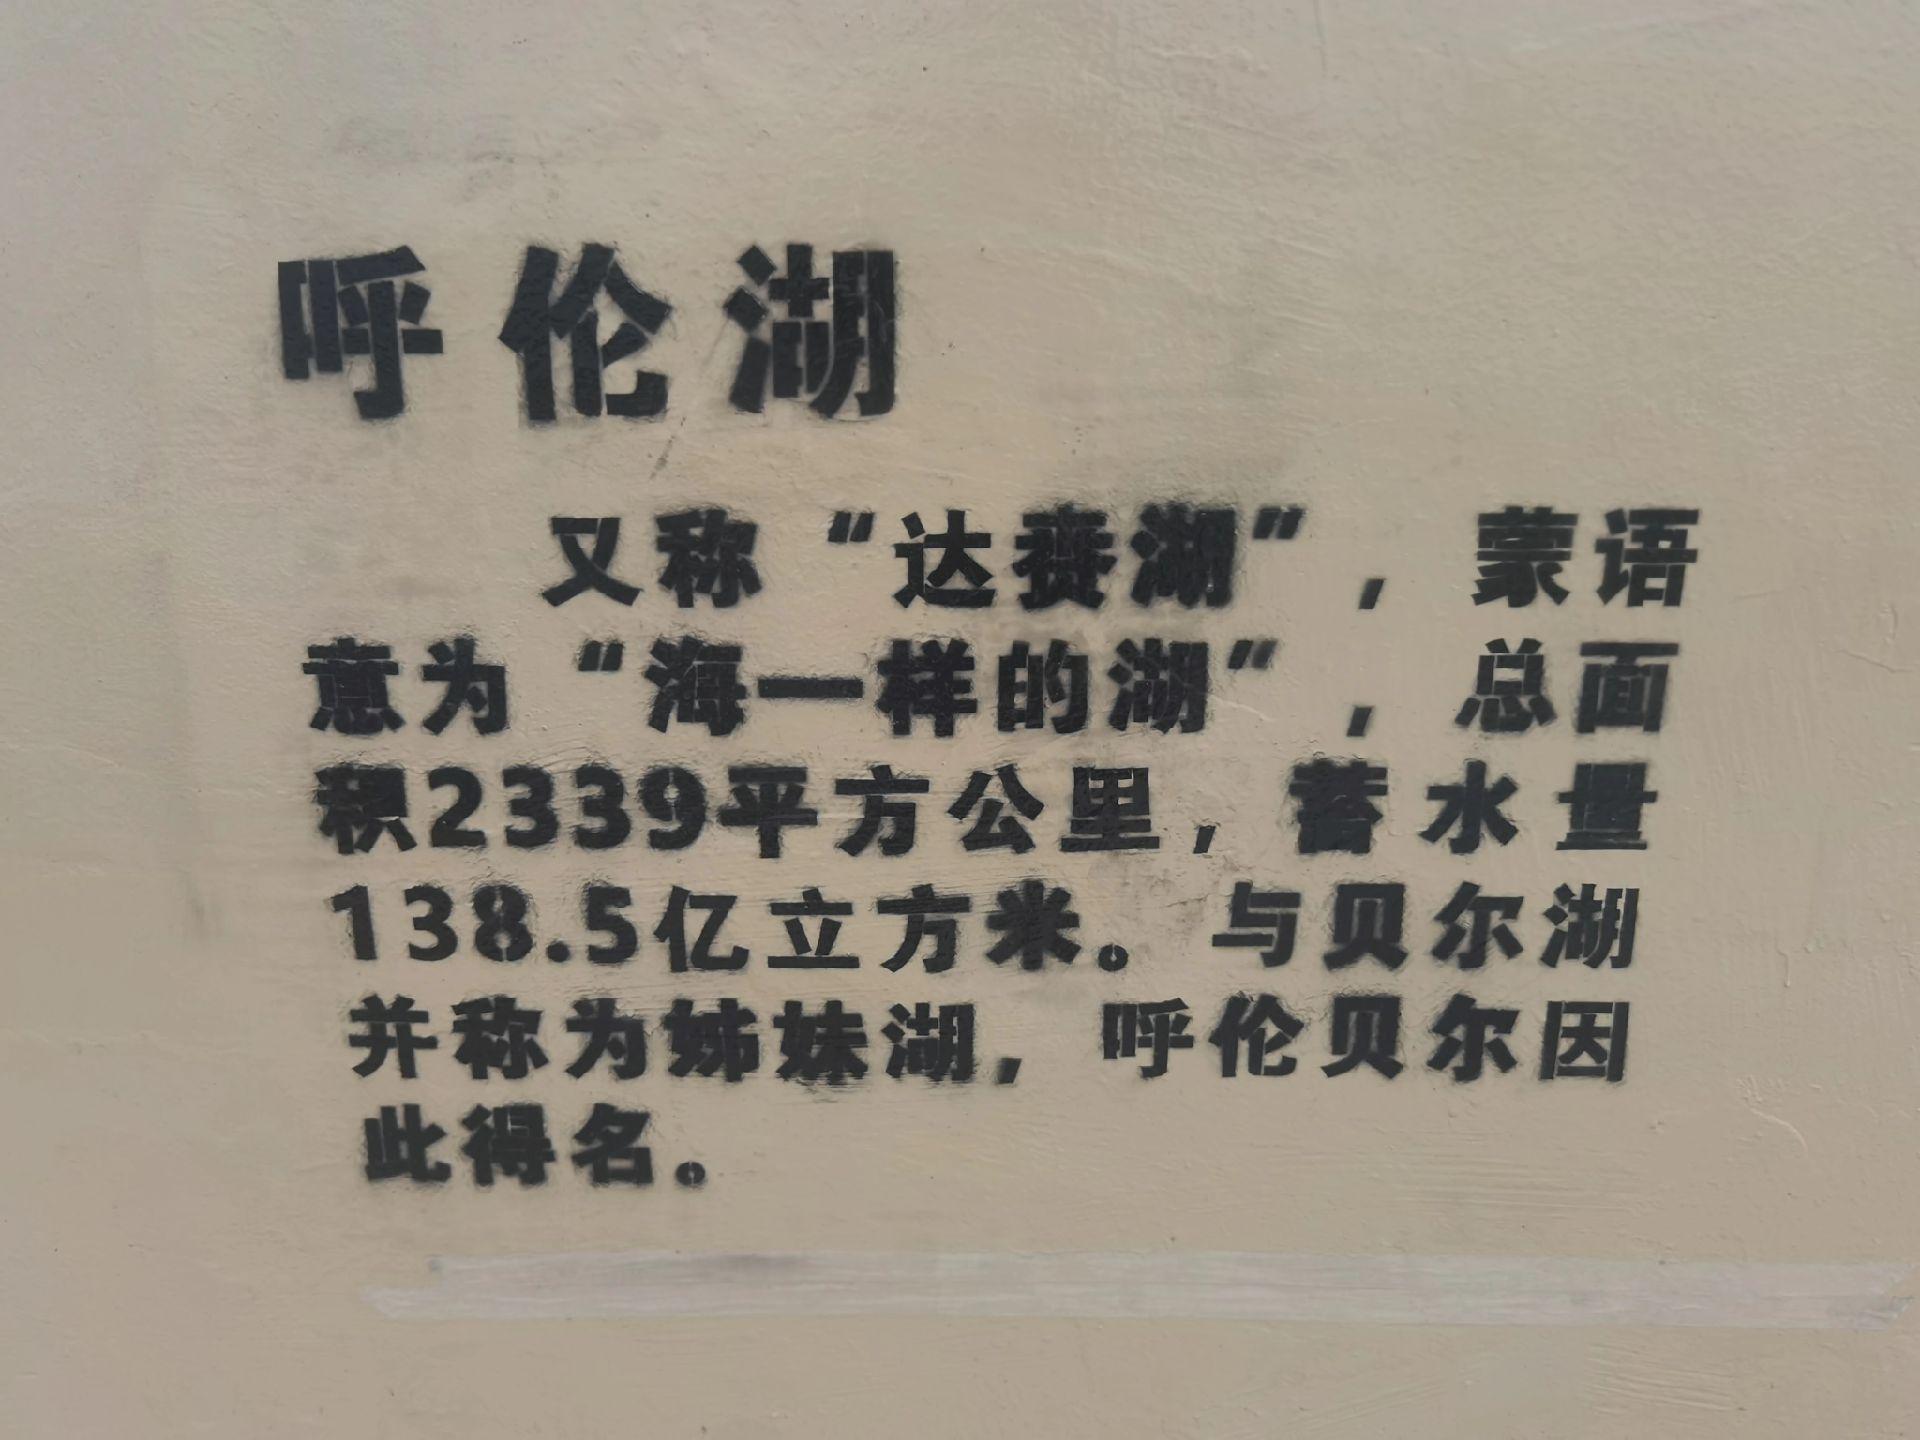 呼伦湖
又称“达赉湖”，蒙语
意为“海一样的湖”，总面
积2339平方公里，蓄水量
138.5亿立方米。与贝尔湖
并称为姊妹湖，呼伦贝尔因
此得名。